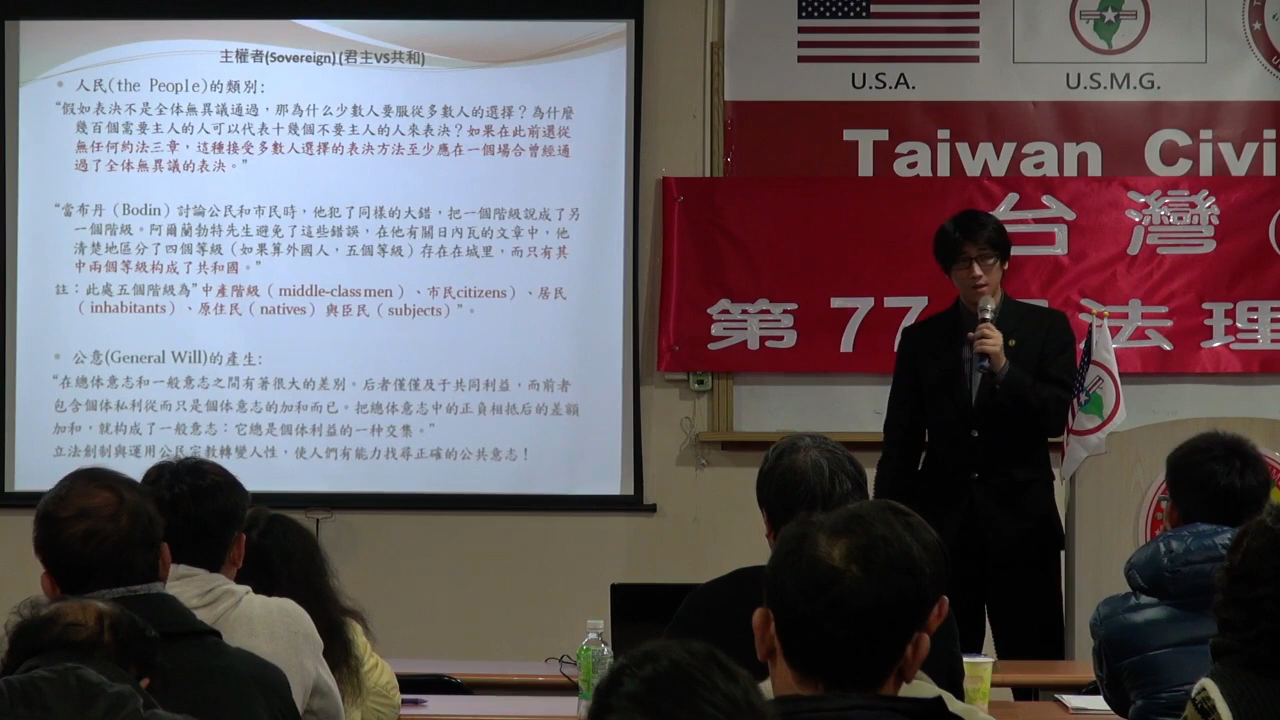 主權者(Sovereign) (君主VS共和)
• 人民(the People)的類別:
“假如表決不是全体無異議通過，那為什么少數人要服從多數人的選擇？為什麼
幾百個需要主人的人可以代表十幾個不要主人的人來表決？如果在此前選從
無任何約法三章，這種接受多數人選擇的表決方法至少應在一個場合曾經通
過了全体無異議的表決。”
“當布丹（Bodin）討論公民和市民時，他犯了同樣的大錯，把一個階級說成了另
一個階級。阿爾蘭勃特先生避免了這些錯誤，在他有關日內瓦的文章中，他
清楚地區分了四個等級（如果算外國人，五個等級）存在在城里，而只有其
中兩個等級构成了共和國。”
註：此處五個階級為”中產階級（middle-class men）、市民citizens）、居民
（inhabitants）、原住民（natives）與臣民（subjects）”。
• 公意(General Will)的產生:
“在總体意志和一般意志之間有著很大的差別。后者僅僅及于共同利益，而前者
包含個体私利從而只是個体意志的加和而已。把總体意志中的正負相抵后的差額
加和，就构成了一般意志：它總是個体利益的一种交集。”
立法創制與運用公民宗教轉變人性，使人們有能力找尋正確的公共意志！
U.S.A.
U.S.M.G.
Taiwan Civi
台灣
第77 法理